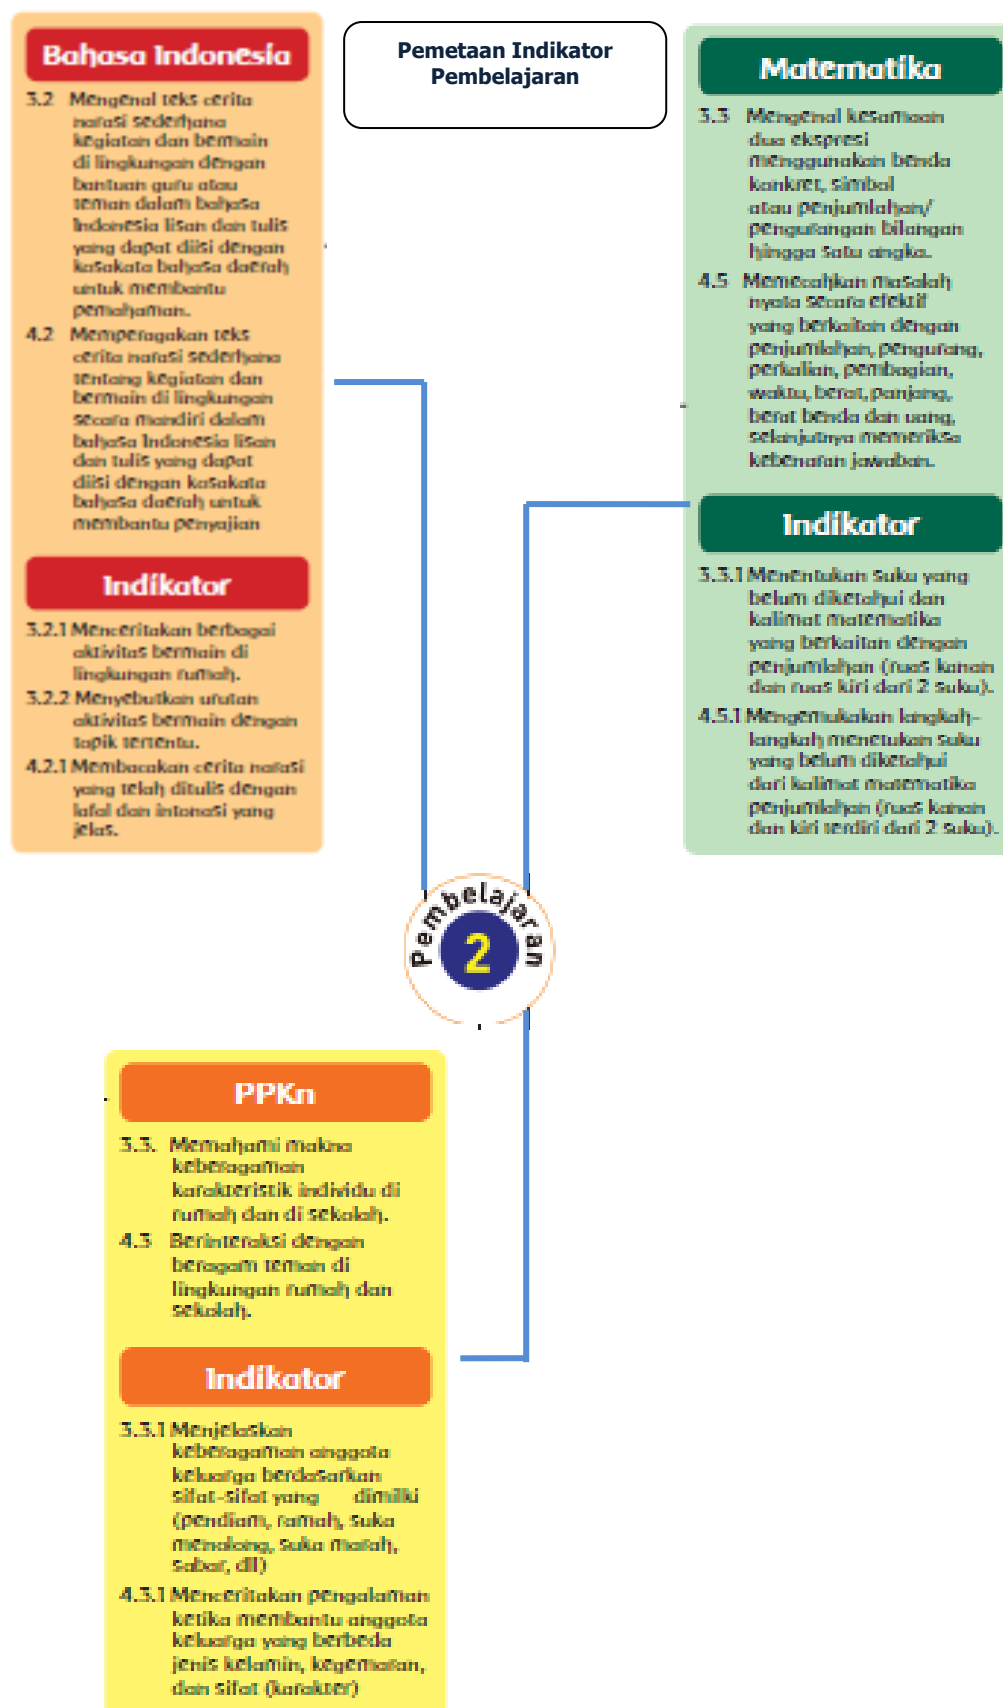 Pemetaan Indikator
Pembelajaran
Bahasa Indonesia
3.2 Mengenal teks cerita
narasi sederhana
kegiatan dan bermain
di lingkungan dengan
bantuan guru atau
teman dalam bahasa
Indonesia lisan dan tulis
yang dapat diisi dengan
kosakata bahasa daerah
untuk membantu
pemahaman.
4.2 Memperagakan teks
cerita narasi sederhana
tentang kegiatan dan
bermain di lingkungan
secara mandiri dalam
bahasa Indonesia lisan
dan tulis yang dapat
diisi dengan kosakata
bahasa daerah untuk
membantu penyajian
Indikator
3.2.1 Menceritakan berbagai
aktivitas bermain di
lingkungan rumah.
3.2.2 Menyebutkan urutan
aktivitas bermain dengan
topik tertentu.
4.2.1 Membacakan cerita narasi
yang telah ditulis dengan
lafal dan intonasi yang
jelas.
Matematika
3.3 Mengenal kesamaan
dua ekspresi
menggunakan benda
konkret, simbol
atau penjumlahan/
pengurangan bilangan
hingga satu angka.
4.5 Memecahkan masalah
nyata secara efektif
yang berkaitan dengan
penjumlahan, pengurang,
perkalian, pembagian,
waktu, berat, panjang,
berat benda dan uang,
selanjutnya memeriksa
kebenaran jawaban.
Indikator
3.3.1 Menentukan suku yang
belum diketahui dan
kalimat matematika
yang berkaitan dengan
penjumlahan (ruas kanan
dan ruas kiri dari 2 suku).
4.5.1 Mengemukakan langkah-
langkah menetukan suku
yang belum diketahui
dari kalimat matematika
penjumlahan (ruas kanan
dan kiri terdiri dari 2 suku).
Pembelajaran
2
PPKn
3.3. Memahami makna
keberagaman
karakteristik individu di
rumah dan di sekolah.
4.3 Berinteraksi dengan
beragam teman di
lingkungan rumah dan
sekolah.
Indikator
3.3.1 Menjelaskan
keberagaman anggota
keluarga berdasarkan
sifat-sifat yang dimilki
(pendiam, ramah, suka
menolong, suka marah,
sabar, dll)
4.3.1 Menceritakan pengalaman
ketika membantu anggota
keluarga yang berbeda
jenis kelamin, kegemaran,
dan sifat (karakter)